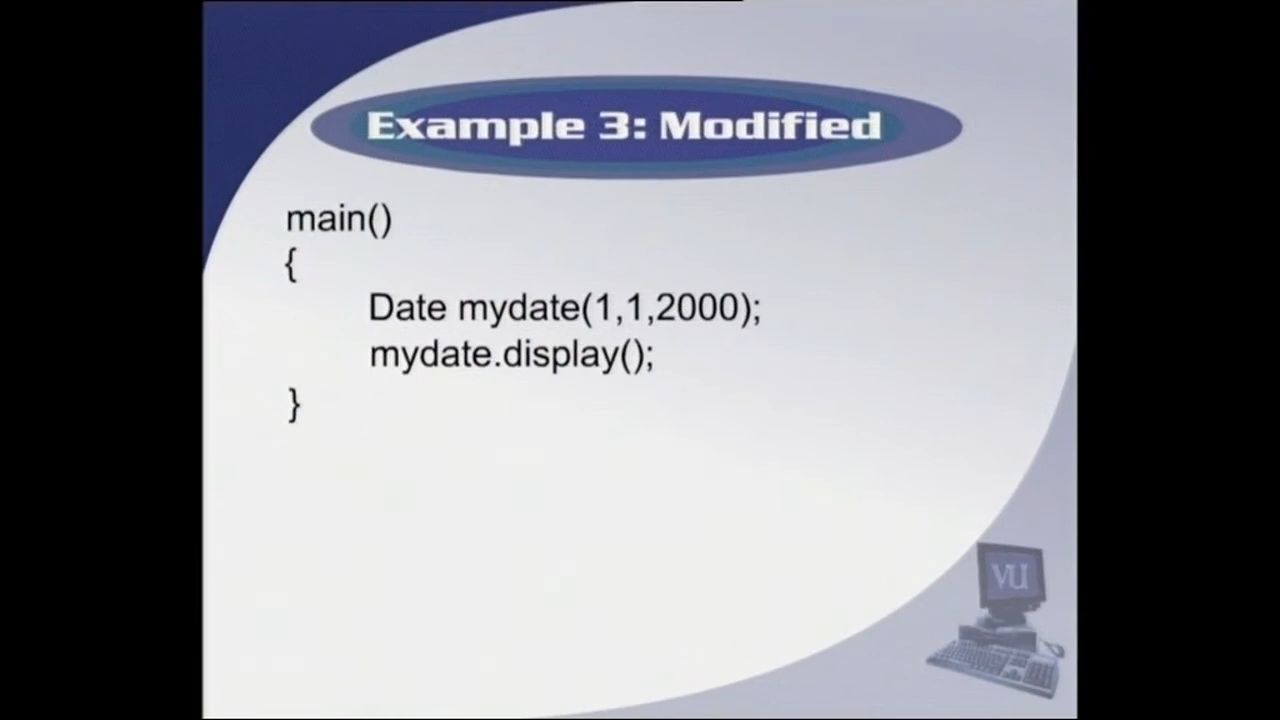 Example 3: Modified
main()
{
Date mydate(1,1,2000);
mydate.display();
}
VU